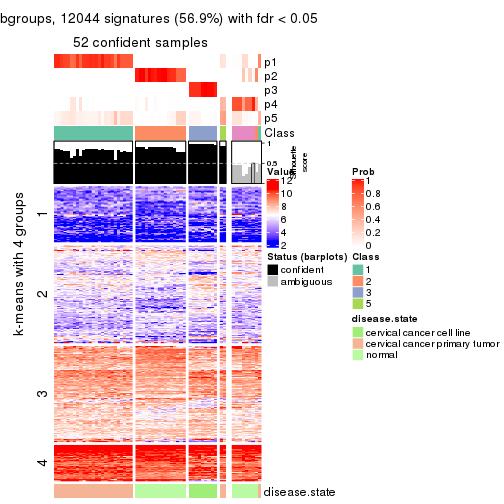 bgroups, 12044 signatures (56.9%) with fdr < 0.05
52 confident samples
p1
p2
p3
p4
p5
Class
1
0.5
0
Silhouette
score
k-means with 4 groups
1
2
3
4
disease.state
Value
12
10
8
6
4
2
Status (barplots)
confident
ambiguous
Prob
1
0.8
0.6
0.4
0.2
0
Class
1
2
3
5
disease.state
cervical cancer cell line
cervical cancer primary tumor
normal